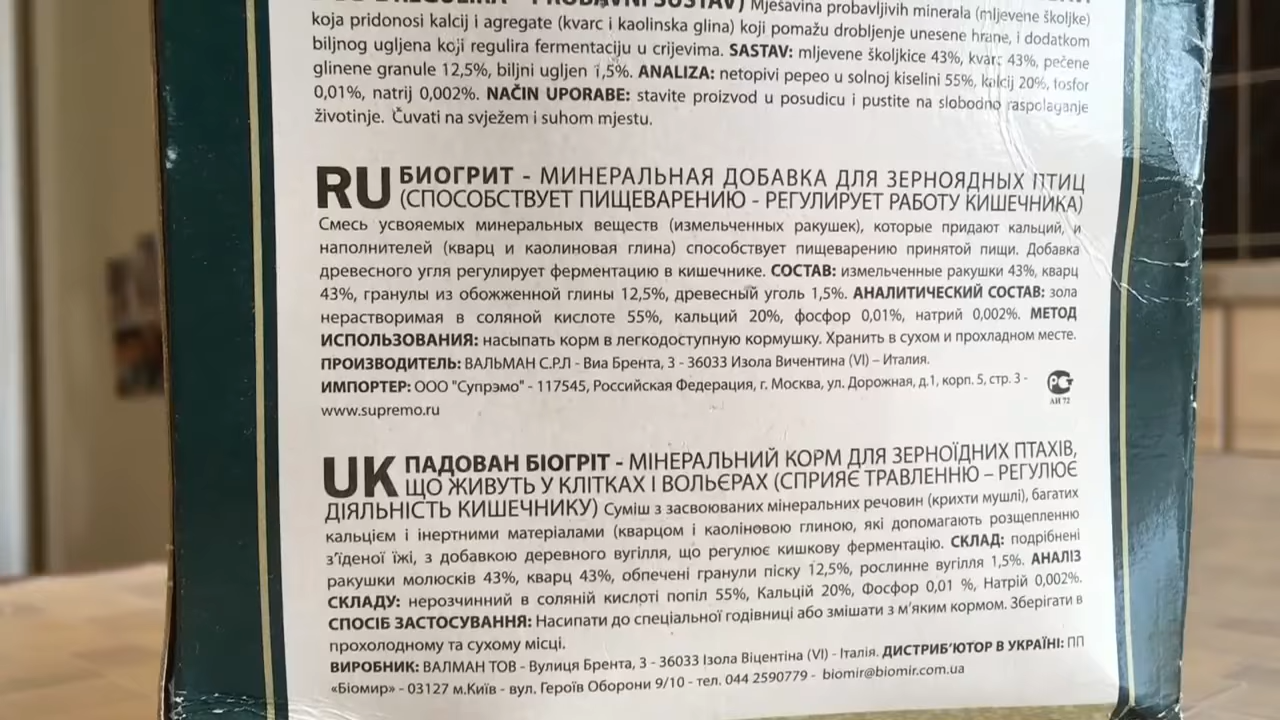 PROBAVNI SUSTAV) Mješavina probavljivih minerala (mljevene školjke)
koja pridonosi kalcij i agregate (kvarc i kaolinska glina) koji pomažu drobljenje unesene hrane, i dodatkom
biljnog ugljena koji regulira fermentaciju u crijevima. SASTAV: mljevene školjkice 43%, kvarc 43%, pečene
glinene granule 12,5%, biljni ugljen 1,5%. ANALIZA: netopivi pepeo u solnoj kiselini 55%, kalcij 20%, fosfor
0,01%, natrij 0,002%. NAČIN UPORABE: stavite proizvod u posudicu i pustite na slobodno raspolaganje
životinje. Čuvati na svježem i suhom mjestu.
RU БИОГРИТ - МИНЕРАЛЬНАЯ ДОБАВКА ДЛЯ ЗЕРНОЯДНЫХ ПТИЦ
(СПОСОБСТВУЕТ ПИЩЕВАРЕНИЮ - РЕГУЛИРУЕТ РАБОТУ КИШЕЧНИКА)
Смесь усвояемых минеральных веществ (измельченных ракушек), которые придают кальций, и
наполнителей (кварц и каолиновая глина) способствует пищеварению принятой пищи. Добавка
древесного угля регулирует ферментацию в кишечнике. СОСТАВ: измельченные ракушки 43%, кварц
43%, гранулы из обожженной глины 12,5%, древесный уголь 1,5%. АНАЛИТИЧЕСКИЙ СОСТАВ: зола
нерастворимая в соляной кислоте 55%, кальций 20%, фосфор 0,01%, натрий 0,002%. МЕТОД
ИСПОЛЬЗОВАНИЯ: насыпать корм в легкодоступную кормушку. Хранить в сухом и прохладном месте.
ПРОИЗВОДИТЕЛЬ: ВАЛЬМАН С.Р.Л - Виа Брента, 3 - 36033 Изола Вичентина (VI) – Италия.
ИМПОРТЕР: ООО "Супрэмо" - 117545, Российская Федерация, г. Москва, ул. Дорожная, д.1, корп. 5, стр. 3 -
www.supremo.ru
АИ 72
UK ПАДОВАН БІОГРІТ - МІНЕРАЛЬНИЙ КОРМ ДЛЯ ЗЕРНОЇДНИХ ПТАХІВ,
ЩО ЖИВУТЬ У КЛІТКАХ І ВОЛЬЄРАХ (СПРИЯЄ ТРАВЛЕННЮ – РЕГУЛЮЄ
ДІЯЛЬНІСТЬ КИШЕЧНИКУ) Суміш з засвоюваних мінеральних речовин (крихти мушлі), багатих
кальцієм і інертними матеріалами (кварцом і каоліновою глиною, які допомагають розщепленню
з'їденої їжі, з добавкою деревного вугілля, що регулює кишкову ферментацію. СКЛАД: подрібнені
ракушки молюсків 43%, кварк 43%, обпечені гранули піску 12,5%, рослинне вугілля 1,5%. АНАЛІЗ
СКЛАДУ: нерозчинний в соляній кислоті попіл 55%, Кальцій 20%, Фосфор 0,01 %, Натрій 0,002%.
СПОСІБ ЗАСТОСУВАННЯ: Насипати до спеціальної годівниці або змішати з м'яким кормом. Зберігати в
прохолодному та сухому місці.
ВИРОБНИК: ВАЛМАН ТОВ - Вулиця Брента, 3 - 36033 Ізола Віцентіна (VI) - Італія. ДИСТРИБ'ЮТОР В УКРАЇНІ: ПП
«Біомир» - 03127 м.Київ - вул. Героїв Оборони 9/10 - тел. 044 2590779 - biomir@biomir.com.ua